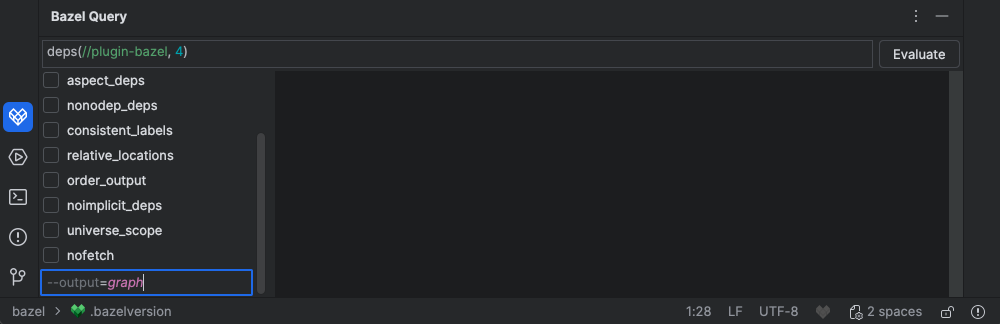 Bazel Query
deps(//plugin-bazel, 4)
Evaluate
aspect_deps
nonodep_deps
consistent_labels
relative_locations
order_output
noimplicit_deps
universe_scope
nofetch
--output=graph
bazel > .bazelversion 1:28 LF UTF-8 2 spaces